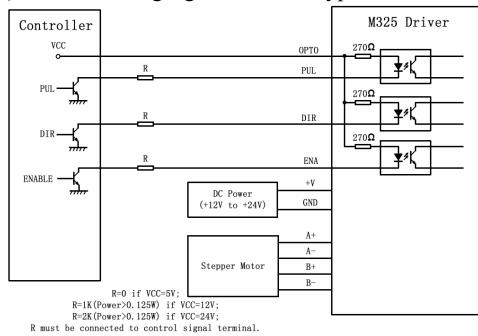 Controller
M325 Driver
VCC
OPTO
270Ω
R
PUL
PUL
270Ω
R
DIR
DIR
270Ω
R
ENA
ENABLE
DC Power
(+12V to +24V)
+V
GND
Stepper Motor
A+
A-
B+
B-
R=0 if VCC=5V;
R=1K(Power>0.125W) if VCC=12V;
R=2K(Power>0.125W) if VCC=24V;
R must be connected to control signal terminal.